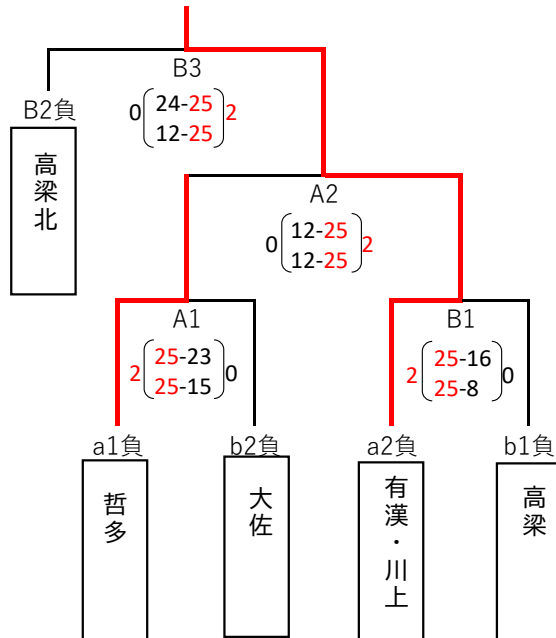 B3
B2負
0 24-25 2
12-25
高梁北
A2
0 12-25 2
12-25
A1
B1
2 25-23 0
25-15
2 25-16 0
25-8
a1負
b2負
a2負
b1負
哲多
大佐
有漢・川上
高梁